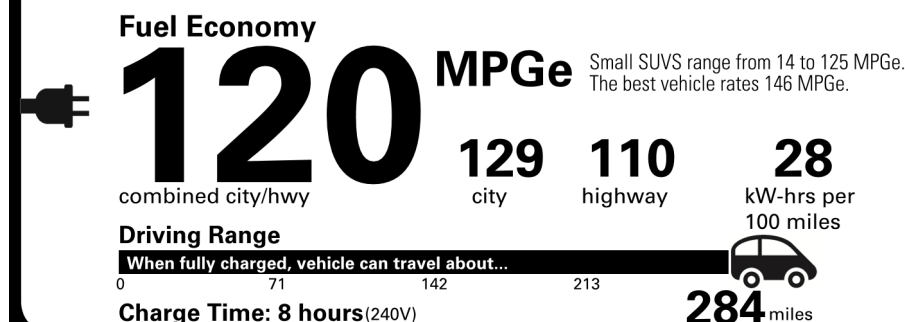 Fuel Economy
120 MPGe
Small SUVS range from 14 to 125 MPGe.
The best vehicle rates 146 MPGe.
combined city/hwy
129
city
110
highway
28
kW-hrs per
100 miles
Driving Range
When fully charged, vehicle can travel about...
0 71 142 213
284 miles
Charge Time: 8 hours (240V)